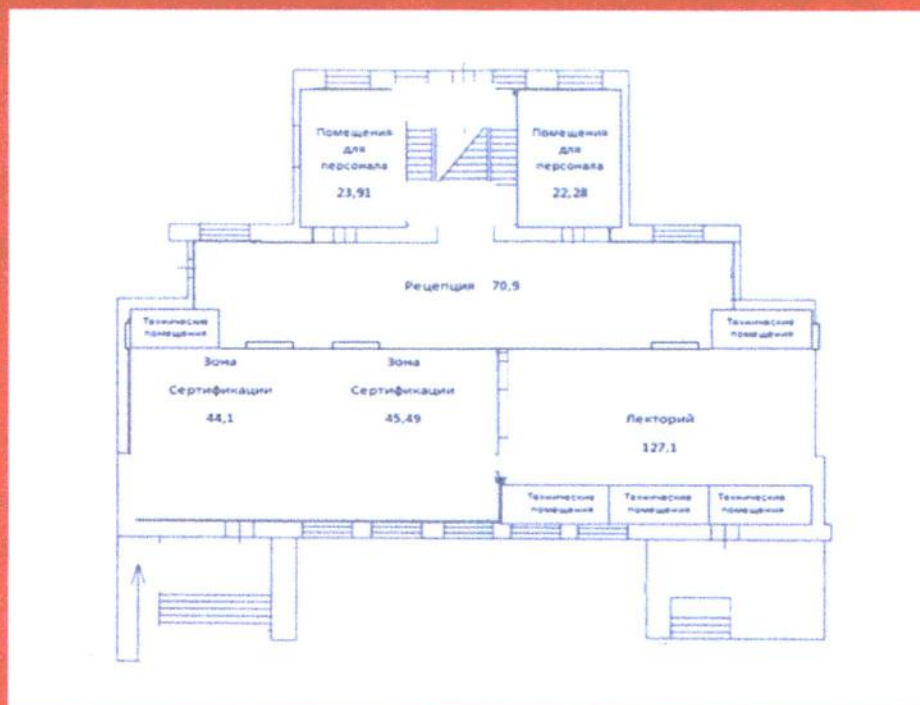 Помещения
для
персонала
23,91
Помещения
для
персонала
22,28
Рецепция 70,9
Технические
помещения
Технические
помещения
Зона
Сертификации
44,1
Зона
Сертификации
45,49
Лекторий
127,1
Технические
помещения
Технические
помещения
Технические
помещения